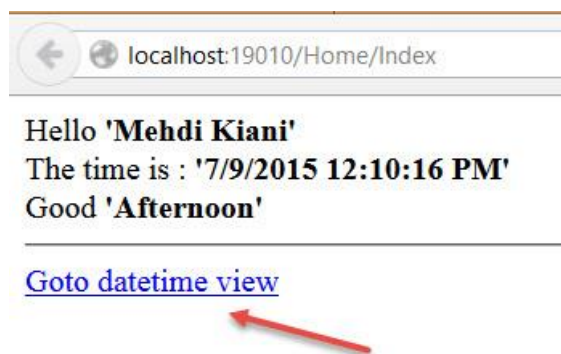 localhost:19010/Home/Index
Hello 'Mehdi Kiani'
The time is : '7/9/2015 12:10:16 PM'
Good 'Afternoon'
Goto datetime view